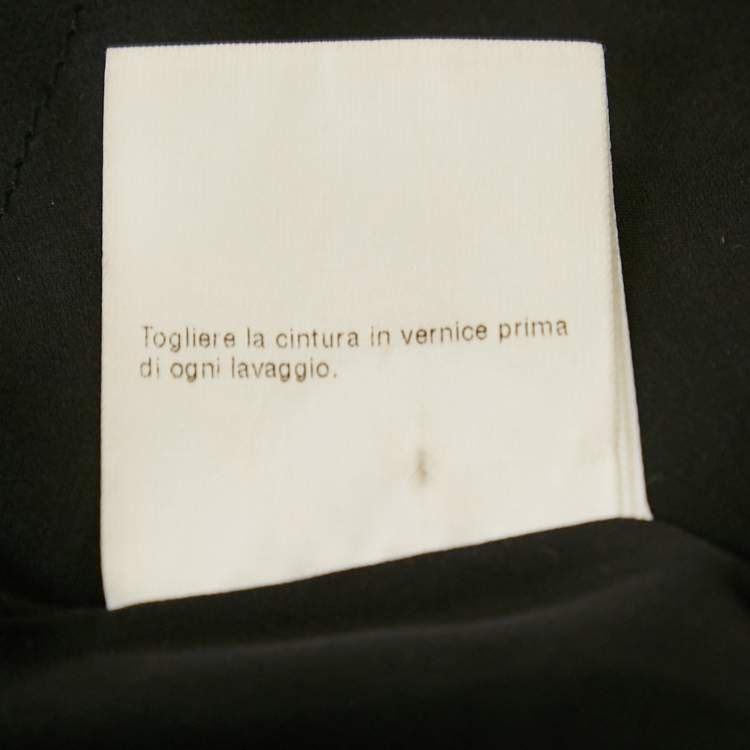 Togliere la cintura in vernice prima
di ogni lavaggio.